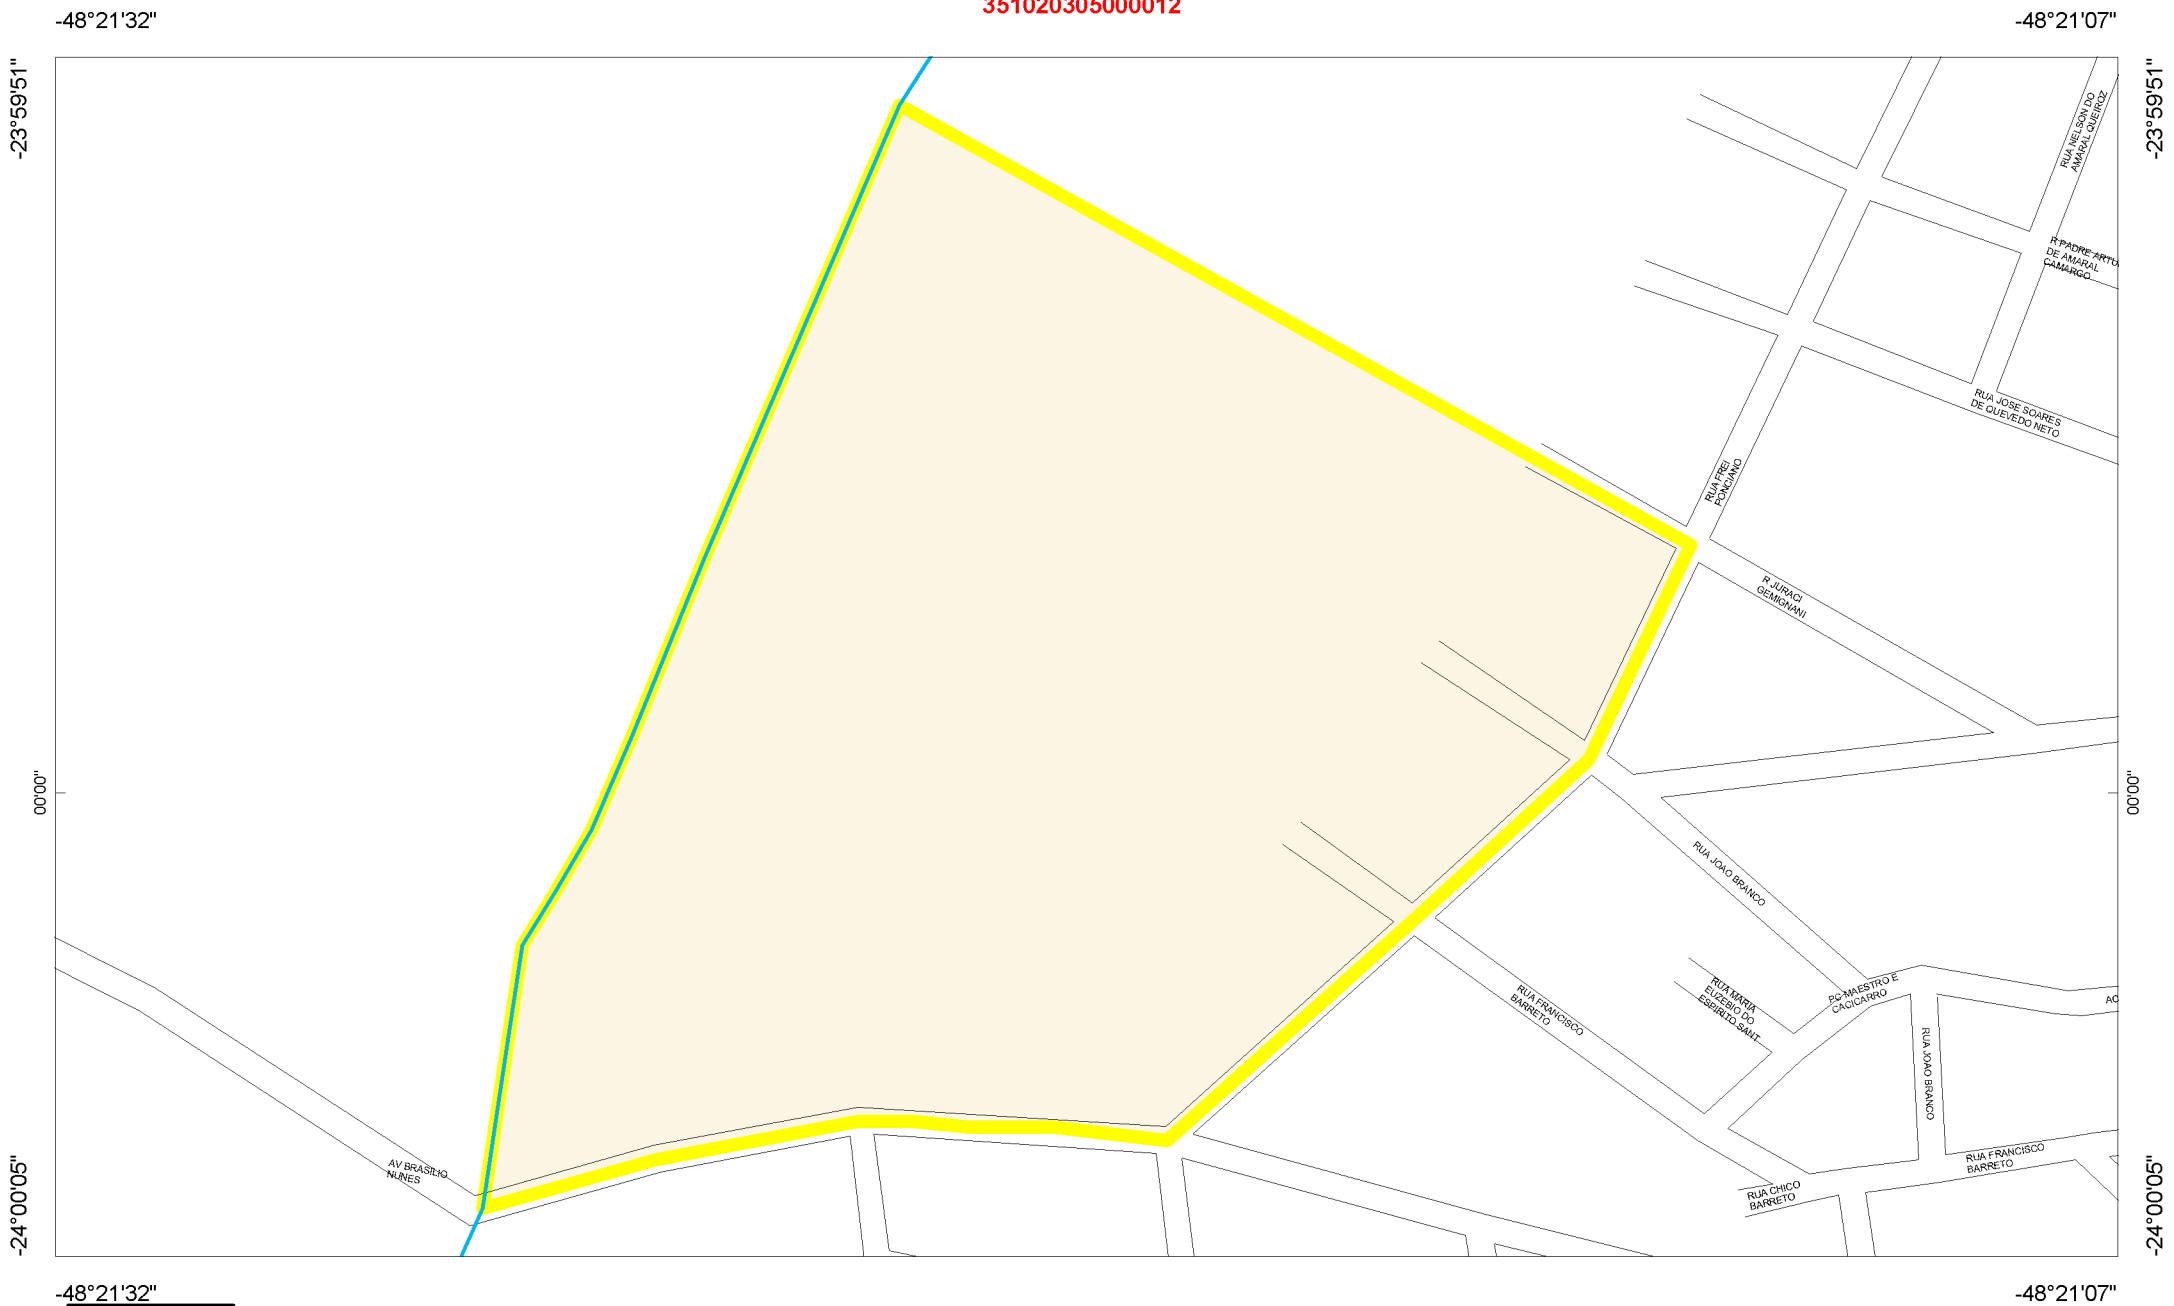 351020305000012
-48°21'32"
-48°21'07"
-23°59'51"
-23°59'51"
RUA NELSON DO
AMARAL QUEIROZ
R PADRE ARTU
DE AMARAL
CAMARGO
RUA JOSE SOARES
DE QUEVEDO NETO
RUA FREI
PONCIANO
R JURACI
GEMIGNANI
00'00"
00'00"
RUA JOAO BRANCO
PC MAESTRO E
CACICARRO
RUA MARIA
EUZEBIO DO
ESPIRITO SANT
AC
RUA FRANCISCO
BARRETO
RUA JOAO BRANCO
AV BRASILIO
NUNES
RUA FRANCISCO
BARRETO
RUA CHICO
BARRETO
-24°00'05"
-24°00'05"
-48°21'32"
-48°21'07"